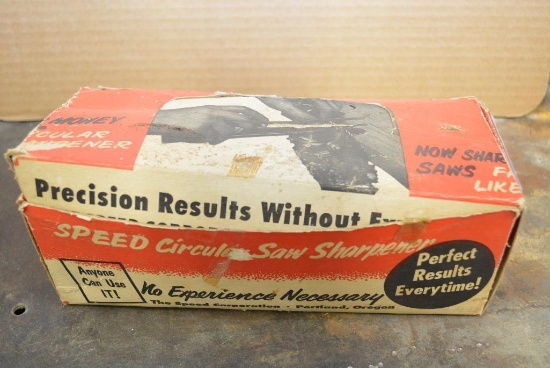 MONEY
CULAR
NOW SHAR
SAWS
LIKE
Precision Results Without
SPEED Circular Saw Sharpener
Perfect
Results
Everytime!
Anyone
Can Use
IT!
No Experience Necessary
The Speed Corporation - Portland, Oregon